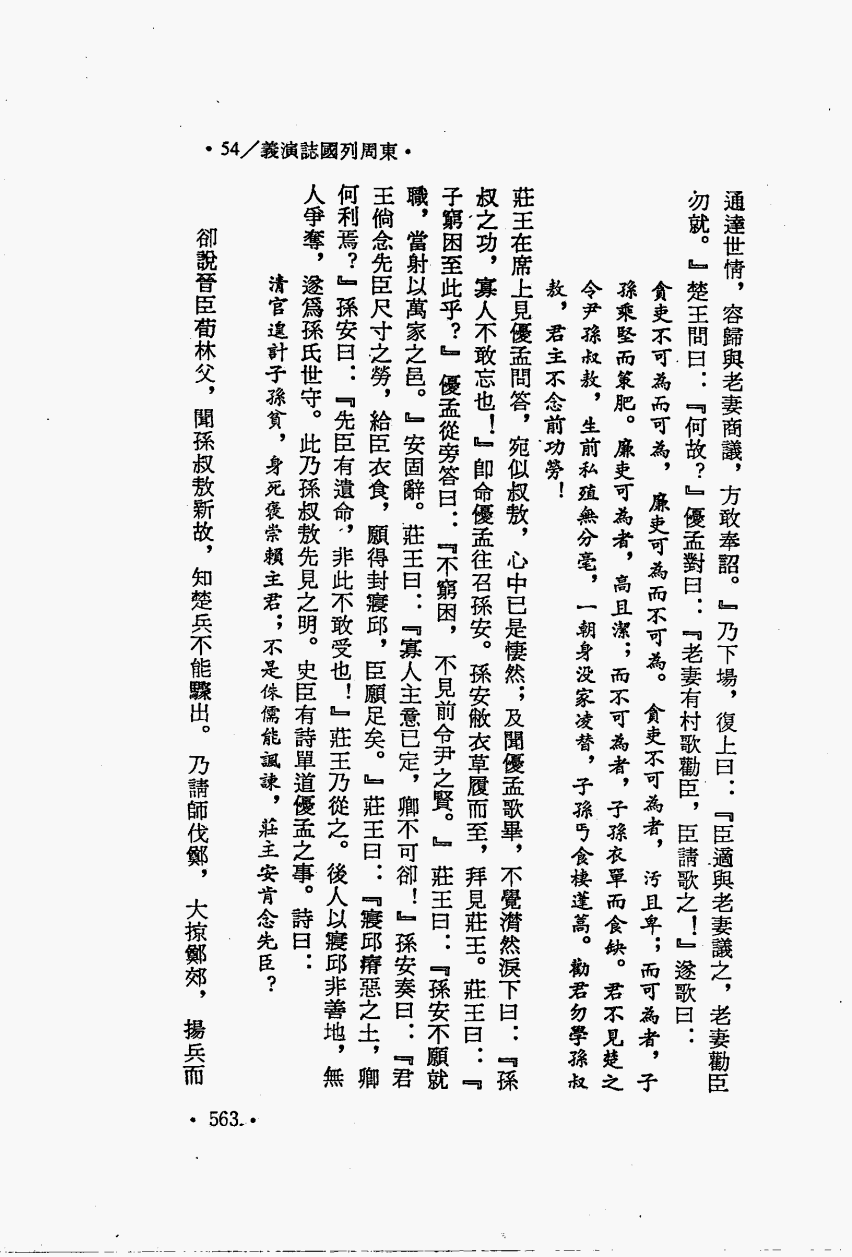 •東周列國誌演義／54•
通達世情，容歸與老妻商議，方敢奉詔。』乃下場，復上曰：『臣適與老妻議之，老妻勸臣
勿就。』楚王問曰：『何故？』優孟對曰：『老妻有村歌勸臣，臣請歌之！』遂歌曰：
貪吏不可為而可為，廉吏可為而不可為。貪吏不可為者，汚且卑；而可為者，子
孫乘堅而策肥。廉吏可為者，高且潔；而不可為者，子孫衣單而食缺。君不見楚之
令尹孫叔敖，生前私殖無分毫，一朝身没家凌替，子孫丐食棲蓬蒿。勸君勿學孫叔
敖，君主不念前功勞！
莊王在席上見優孟問答，宛似叔敖，心中已是悽然；及聞優孟歌畢，不覺潸然淚下曰：『孫
叔之功，寡人不敢忘也！』卽命優孟往召孫安。孫安敝衣草履而至，拜見莊王。莊王曰：『
子窮困至此乎？』優孟從旁答曰：『不窮困，不見前令尹之賢。』莊王曰：『孫安不願就
職，當射以萬家之邑。』安固辭。莊王曰：『寡人主意已定，卿不可卻！』孫安奏曰：『君
王倘念先臣尺寸之勞，給臣衣食，願得封寢邱，臣願足矣。』莊王曰：『寢邱瘠惡之土，卿
何利焉？』孫安曰：『先臣有遺命，非此不敢受也！』莊王乃從之。後人以寢邱非善地，無
人爭奪，遂爲孫氏世守。此乃孫叔敖先見之明。史臣有詩單道優孟之事。詩曰：
清官遑計子孫貧，身死褒崇賴主君；不是侏儒能諷諫，莊主安肯念先臣？
卻說晉臣荀林父，聞孫叔敖新故，知楚兵不能驟出。乃請師伐鄭，大掠鄭郊，揚兵而
•563•